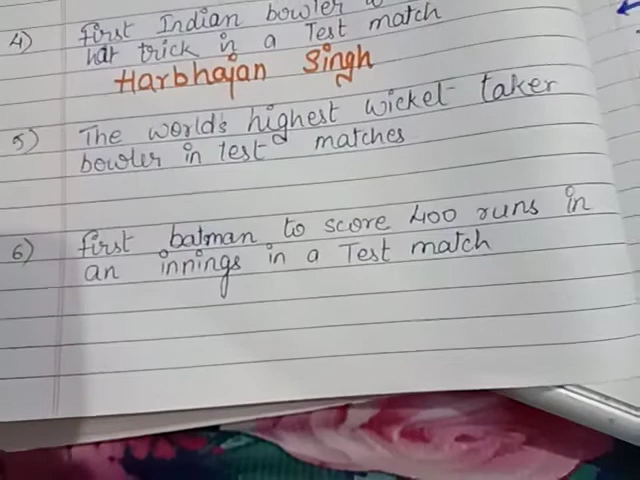 4) first Indian bowler
hat trick in a Test match
Harbhajan Singh
5) The worlds highest wicket taker
bowler in test matches
6) first batman to score 400 runs in
an innings in a Test match